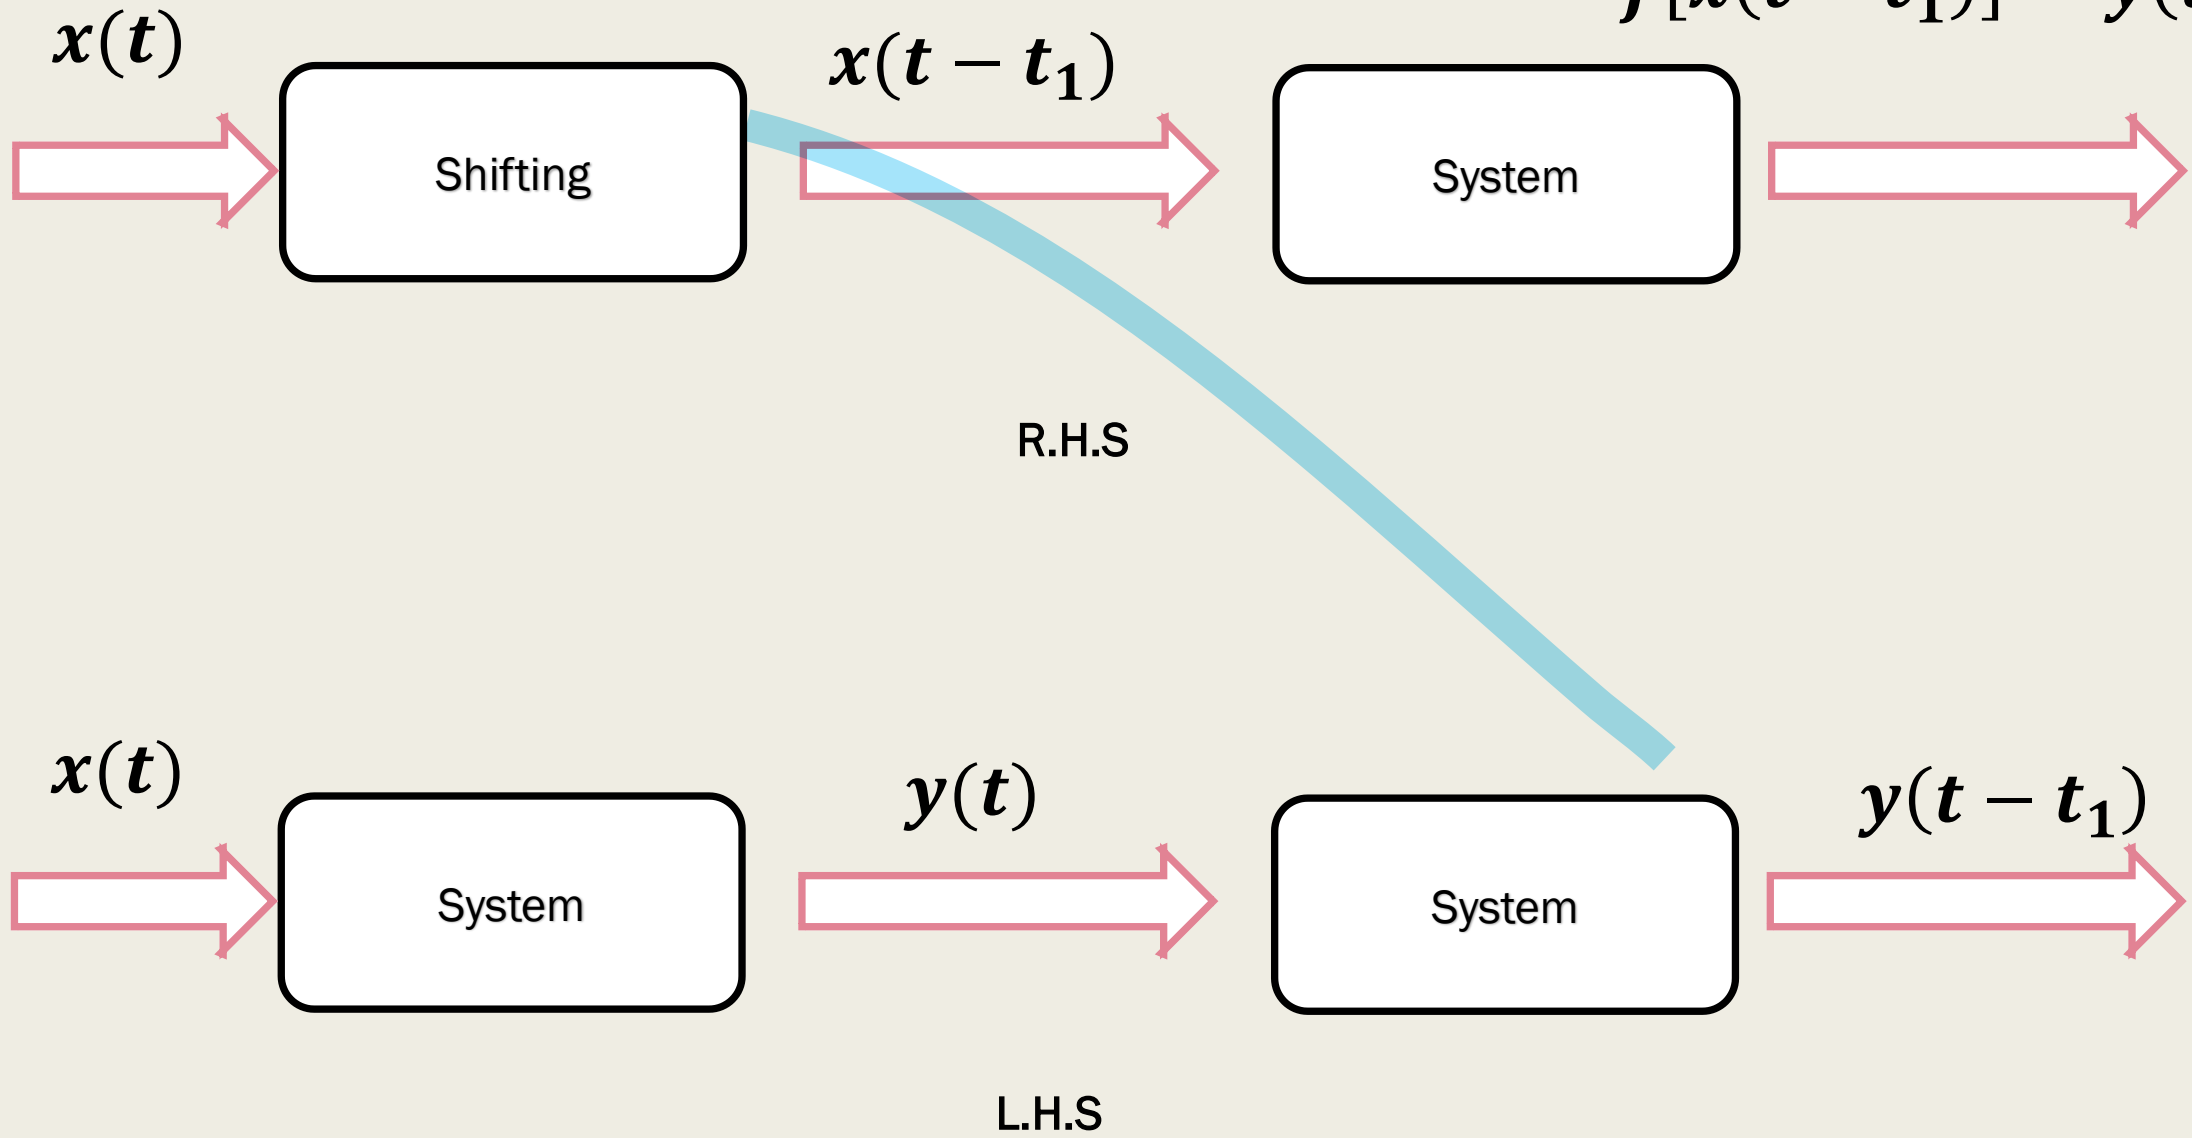 x(t)
x(t − t₁)
Shifting
System
R.H.S
x(t)
y(t)
y(t − t₁)
System
System
L.H.S